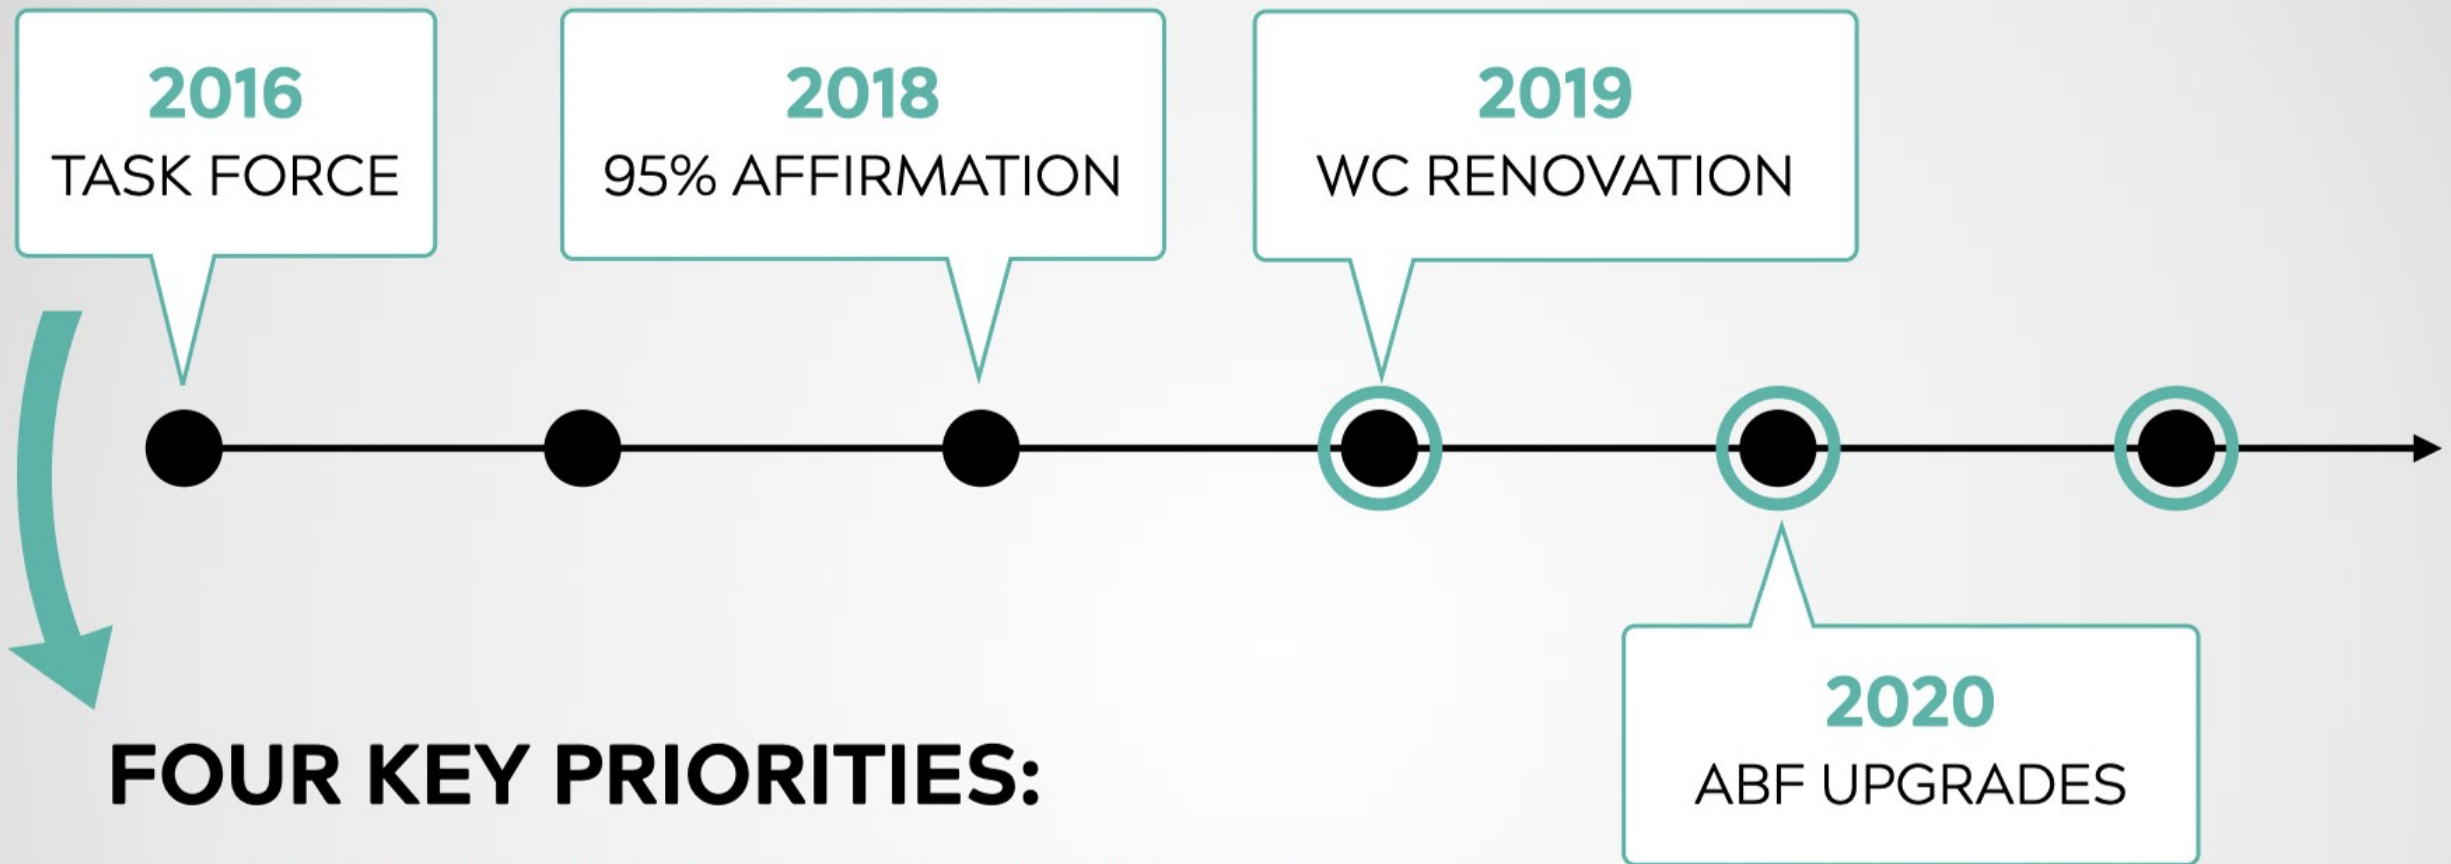 2016
TASK FORCE
2018
95% AFFIRMATION
2019
WC RENOVATION
2020
ABF UPGRADES
FOUR KEY PRIORITIES: